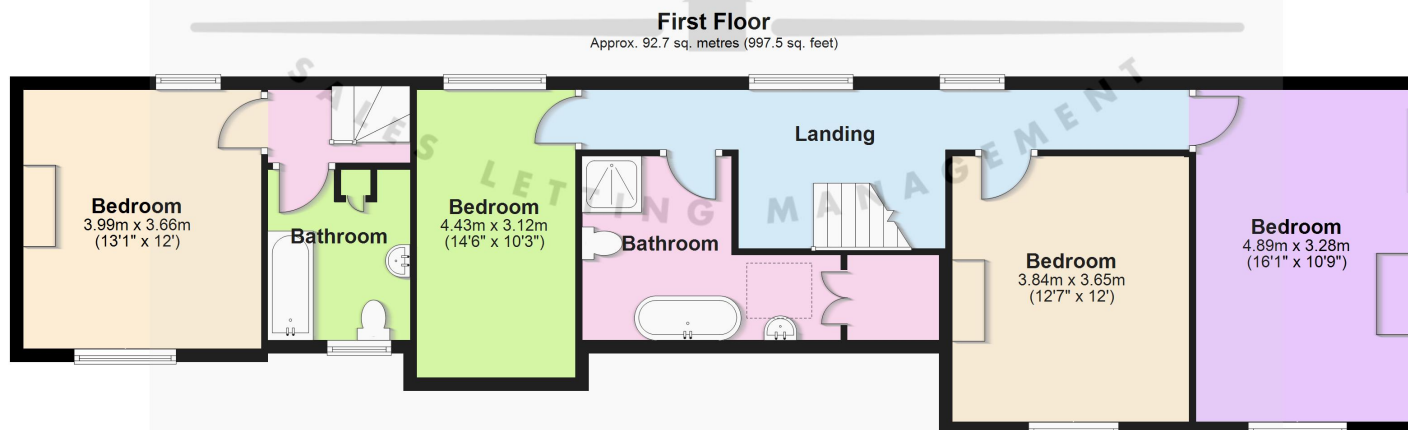 First Floor
Approx. 92.7 sq. metres (997.5 sq. feet)
SALES LETTING MANAGEMENT
Landing
Bedroom
3.99m x 3.66m
(13'1" x 12')
Bathroom
Bedroom
4.43m x 3.12m
(14'6" x 10'3")
Bathroom
Bedroom
3.84m x 3.65m
(12'7" x 12')
Bedroom
4.89m x 3.28m
(16'1" x 10'9")